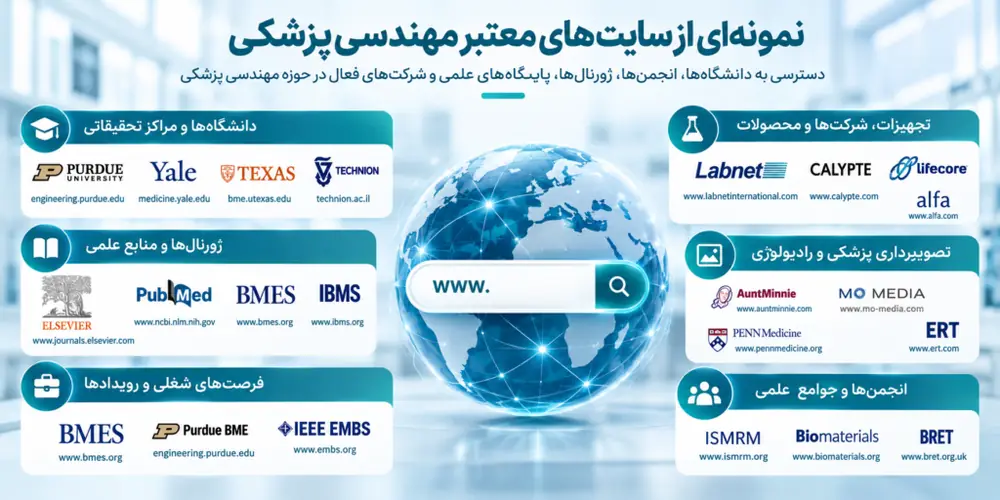 نمونه‌ای از سایت‌های معتبر مهندسی پزشکی
دسترسی به دانشگاه‌ها، انجمن‌ها، ژورنال‌ها، پایگاه‌های علمی و شرکت‌های فعال در حوزه مهندسی پزشکی
تجهیزات، شرکت‌ها و محصولات
Labnet
www.labnetinternational.com
CALYPTE
www.calypte.com
lifecore
alfa
www.alfa.com
تصویربرداری پزشکی و رادیولوژی
AuntMinnie
www.auntminnie.com
MO MEDIA
www.mo-media.com
PENN Medicine
www.pennmedicine.org
ERT
www.ert.com
انجمن‌ها و جوامع علمی
ISMRM
www.ismrm.org
Biomaterials
www.biomaterials.org
BRET
www.bret.org.uk
www.
دانشگاه‌ها و مراکز تحقیقاتی
PURDUE
UNIVERSITY
engineering.purdue.edu
Yale
medicine.yale.edu
TEXAS
bme.utexas.edu
TECHNION
technion.ac.il
ژورنال‌ها و منابع علمی
ELSEVIER
www.journals.elsevier.com
PubMed
www.ncbi.nlm.nih.gov
BMES
www.bmes.org
IBMS
www.ibms.org
فرصت‌های شغلی و رویدادها
BMES
www.bmes.org
Purdue BME
engineering.purdue.edu
IEEE EMBS
www.embs.org